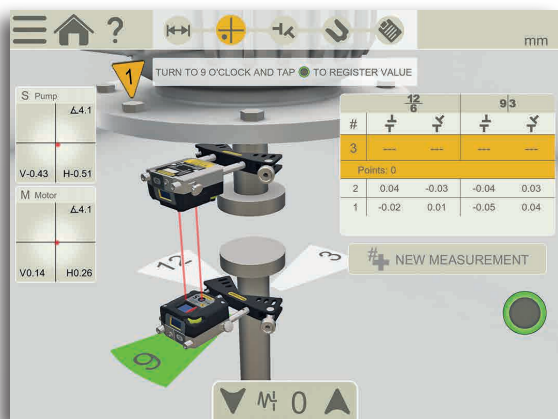 ?
mm
1
TURN TO 9 O'CLOCK AND TAP TO REGISTER VALUE
S Pump
∡4.1
V-0.43 H-0.51
M Motor
∡4.1
V0.14 H0.26
12
6
9 3
#
3 --- --- --- ---
Points: 0
2 0.04 -0.03 -0.04 0.03
1 -0.02 0.01 -0.05 0.04
# NEW MEASUREMENT
12
3
9
0